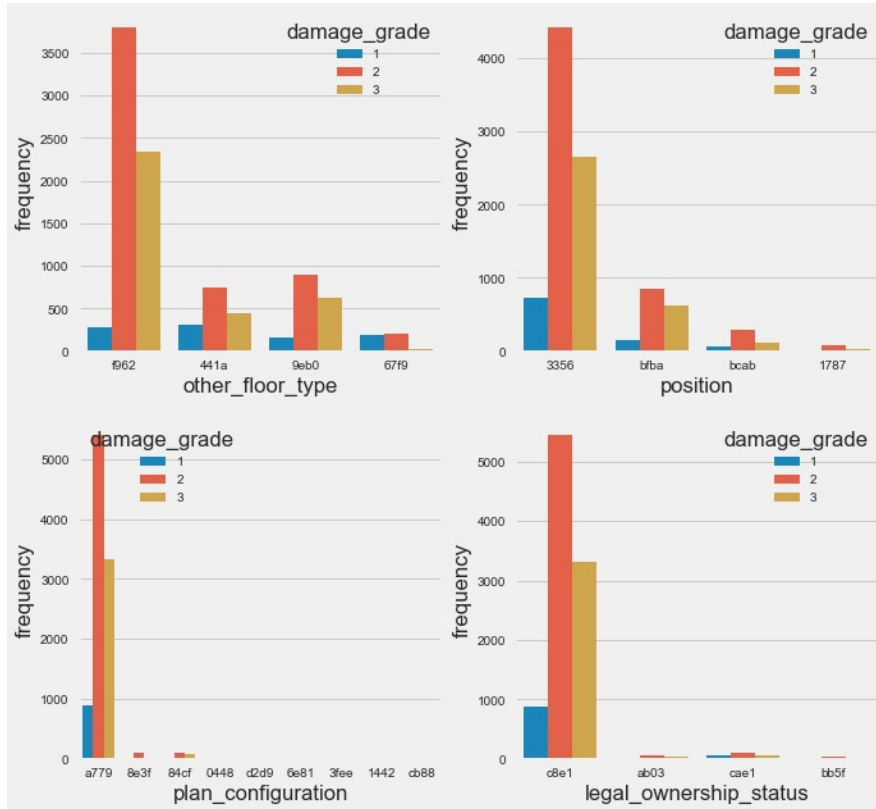 damage_grade
1
2
3
3500
3000
2500
2000
1500
1000
500
0
frequency
f962 441a 9eb0 67f9
other_floor_type
damage_grade
1
2
3
4000
3000
2000
1000
0
frequency
3356 bfba bcab 1787
position
damage_grade
1
2
3
5000
4000
3000
2000
1000
0
frequency
a779 8e3f 84cf 0448 d2d9 6e81 3fee 1442 cb88
plan_configuration
damage_grade
1
2
3
5000
4000
3000
2000
1000
0
frequency
c8e1 ab03 cae1 bb5f
legal_ownership_status